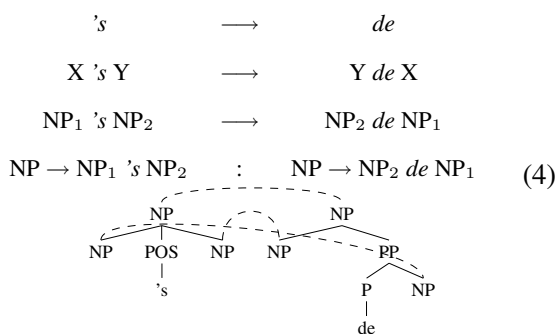 's ⟶ de
X 's Y ⟶ Y de X
NP₁ 's NP₂ ⟶ NP₂ de NP₁
NP → NP₁ 's NP₂ : NP → NP₂ de NP₁ (4)
NP NP
NP POS NP NP PP
's P NP
de